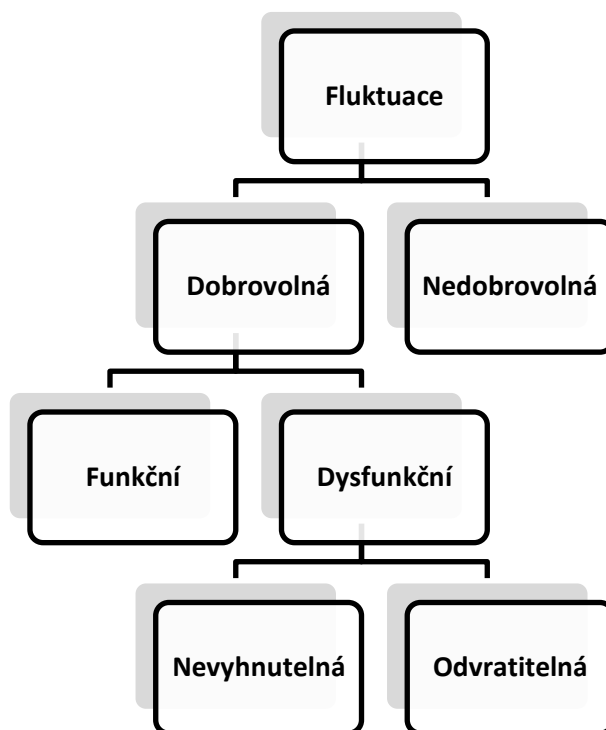 Fluktuace
Dobrovolná
Nedobrovolná
Funkční
Dysfunkční
Nevyhnutelná
Odvratitelná